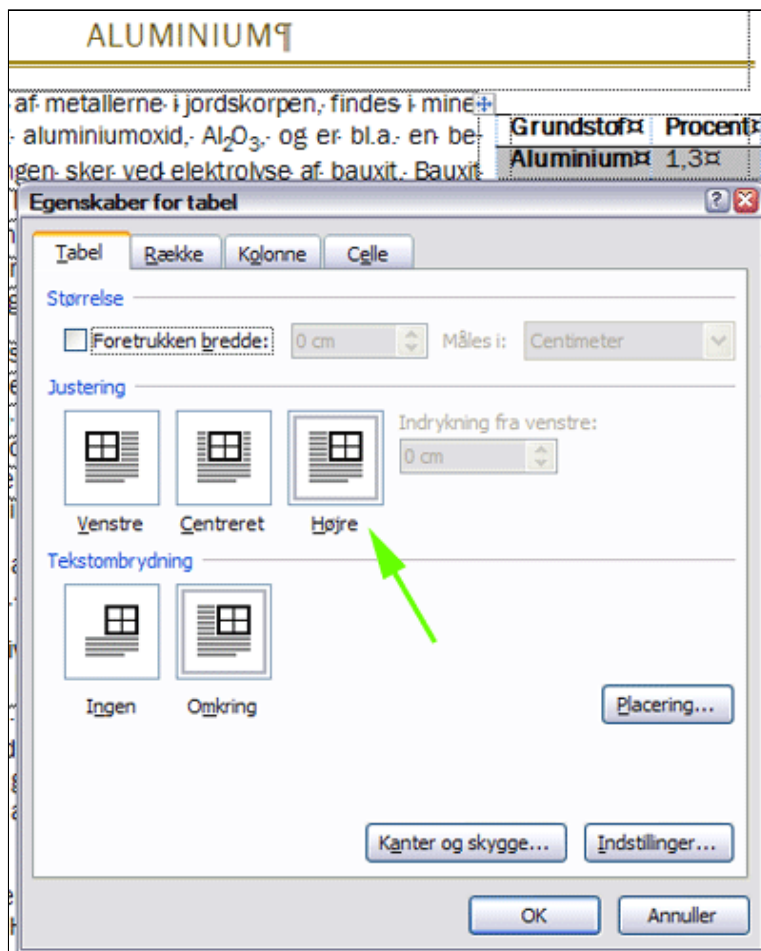 ALUMINIUM¶
af metallerne i jordskorpen, findes i mine
aluminiumoxid, Al2O3, og er bl.a. en be-
ngen sker ved elektrolyse af bauxit. Bauxit
Grundstof¤ Procent¤
Aluminium¤ 1,3¤
Egenskaber for tabel
Tabel Række Kolonne Celle
Størrelse
Foretrukken bredde: 0 cm Måles i: Centimeter
Justering
Indrykning fra venstre:
0 cm
Venstre Centreret Højre
Tekstombrydning
Ingen Omkring
Placering...
Kanter og skygge... Indstillinger...
OK Annuller